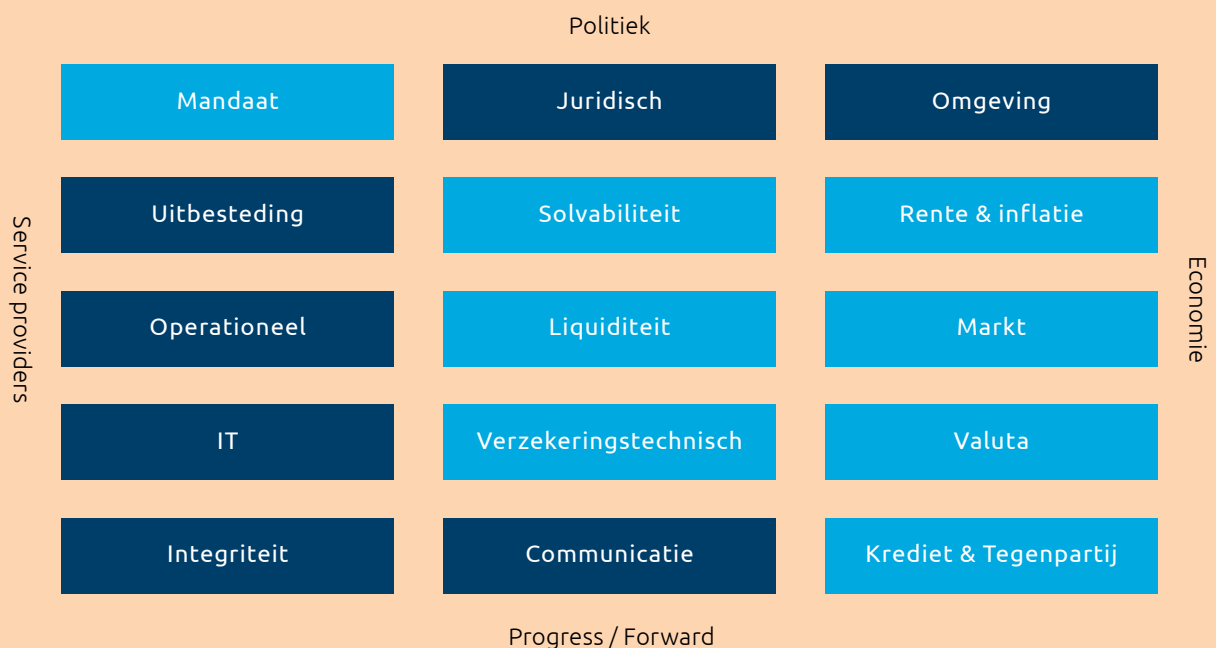 Politiek
Mandaat
Juridisch
Omgeving
Uitbesteding
Solvabiliteit
Rente & inflatie
Service providers
Economie
Operationeel
Liquiditeit
Markt
IT
Verzekeringstechnisch
Valuta
Integriteit
Communicatie
Krediet & Tegenpartij
Progress / Forward